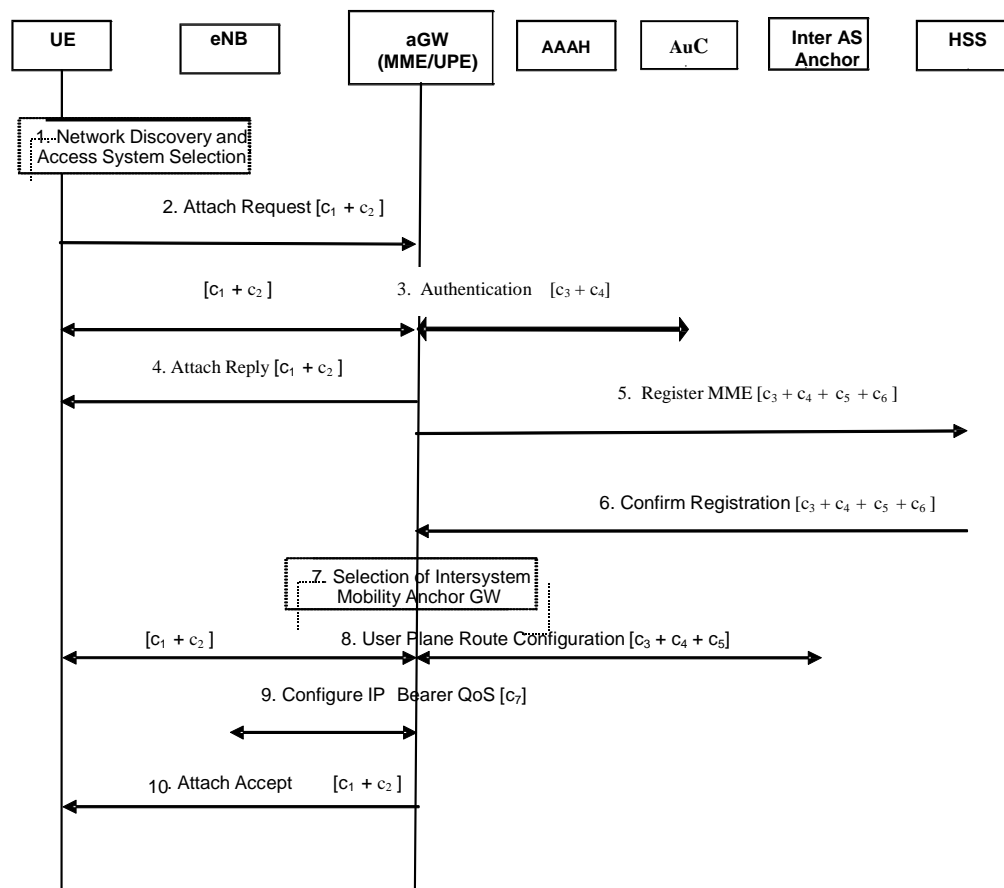 UE
eNB
aGW
(MME/UPE)
AAAH
AuC
Inter AS
Anchor
HSS
1. Network Discovery and
Access System Selection
2. Attach Request [c₁ + c₂ ]
[c₁ + c₂ ]
3. Authentication [c₃ + c₄]
4. Attach Reply [c₁ + c₂ ]
5. Register MME [c₃ + c₄ + c₅ + c₆ ]
6. Confirm Registration [c₃ + c₄ + c₅ + c₆ ]
7. Selection of Intersystem
Mobility Anchor GW
[c₁ + c₂ ]
8. User Plane Route Configuration [c₃ + c₄ + c₅]
9. Configure IP Bearer QoS [c₇]
10. Attach Accept [c₁ + c₂ ]